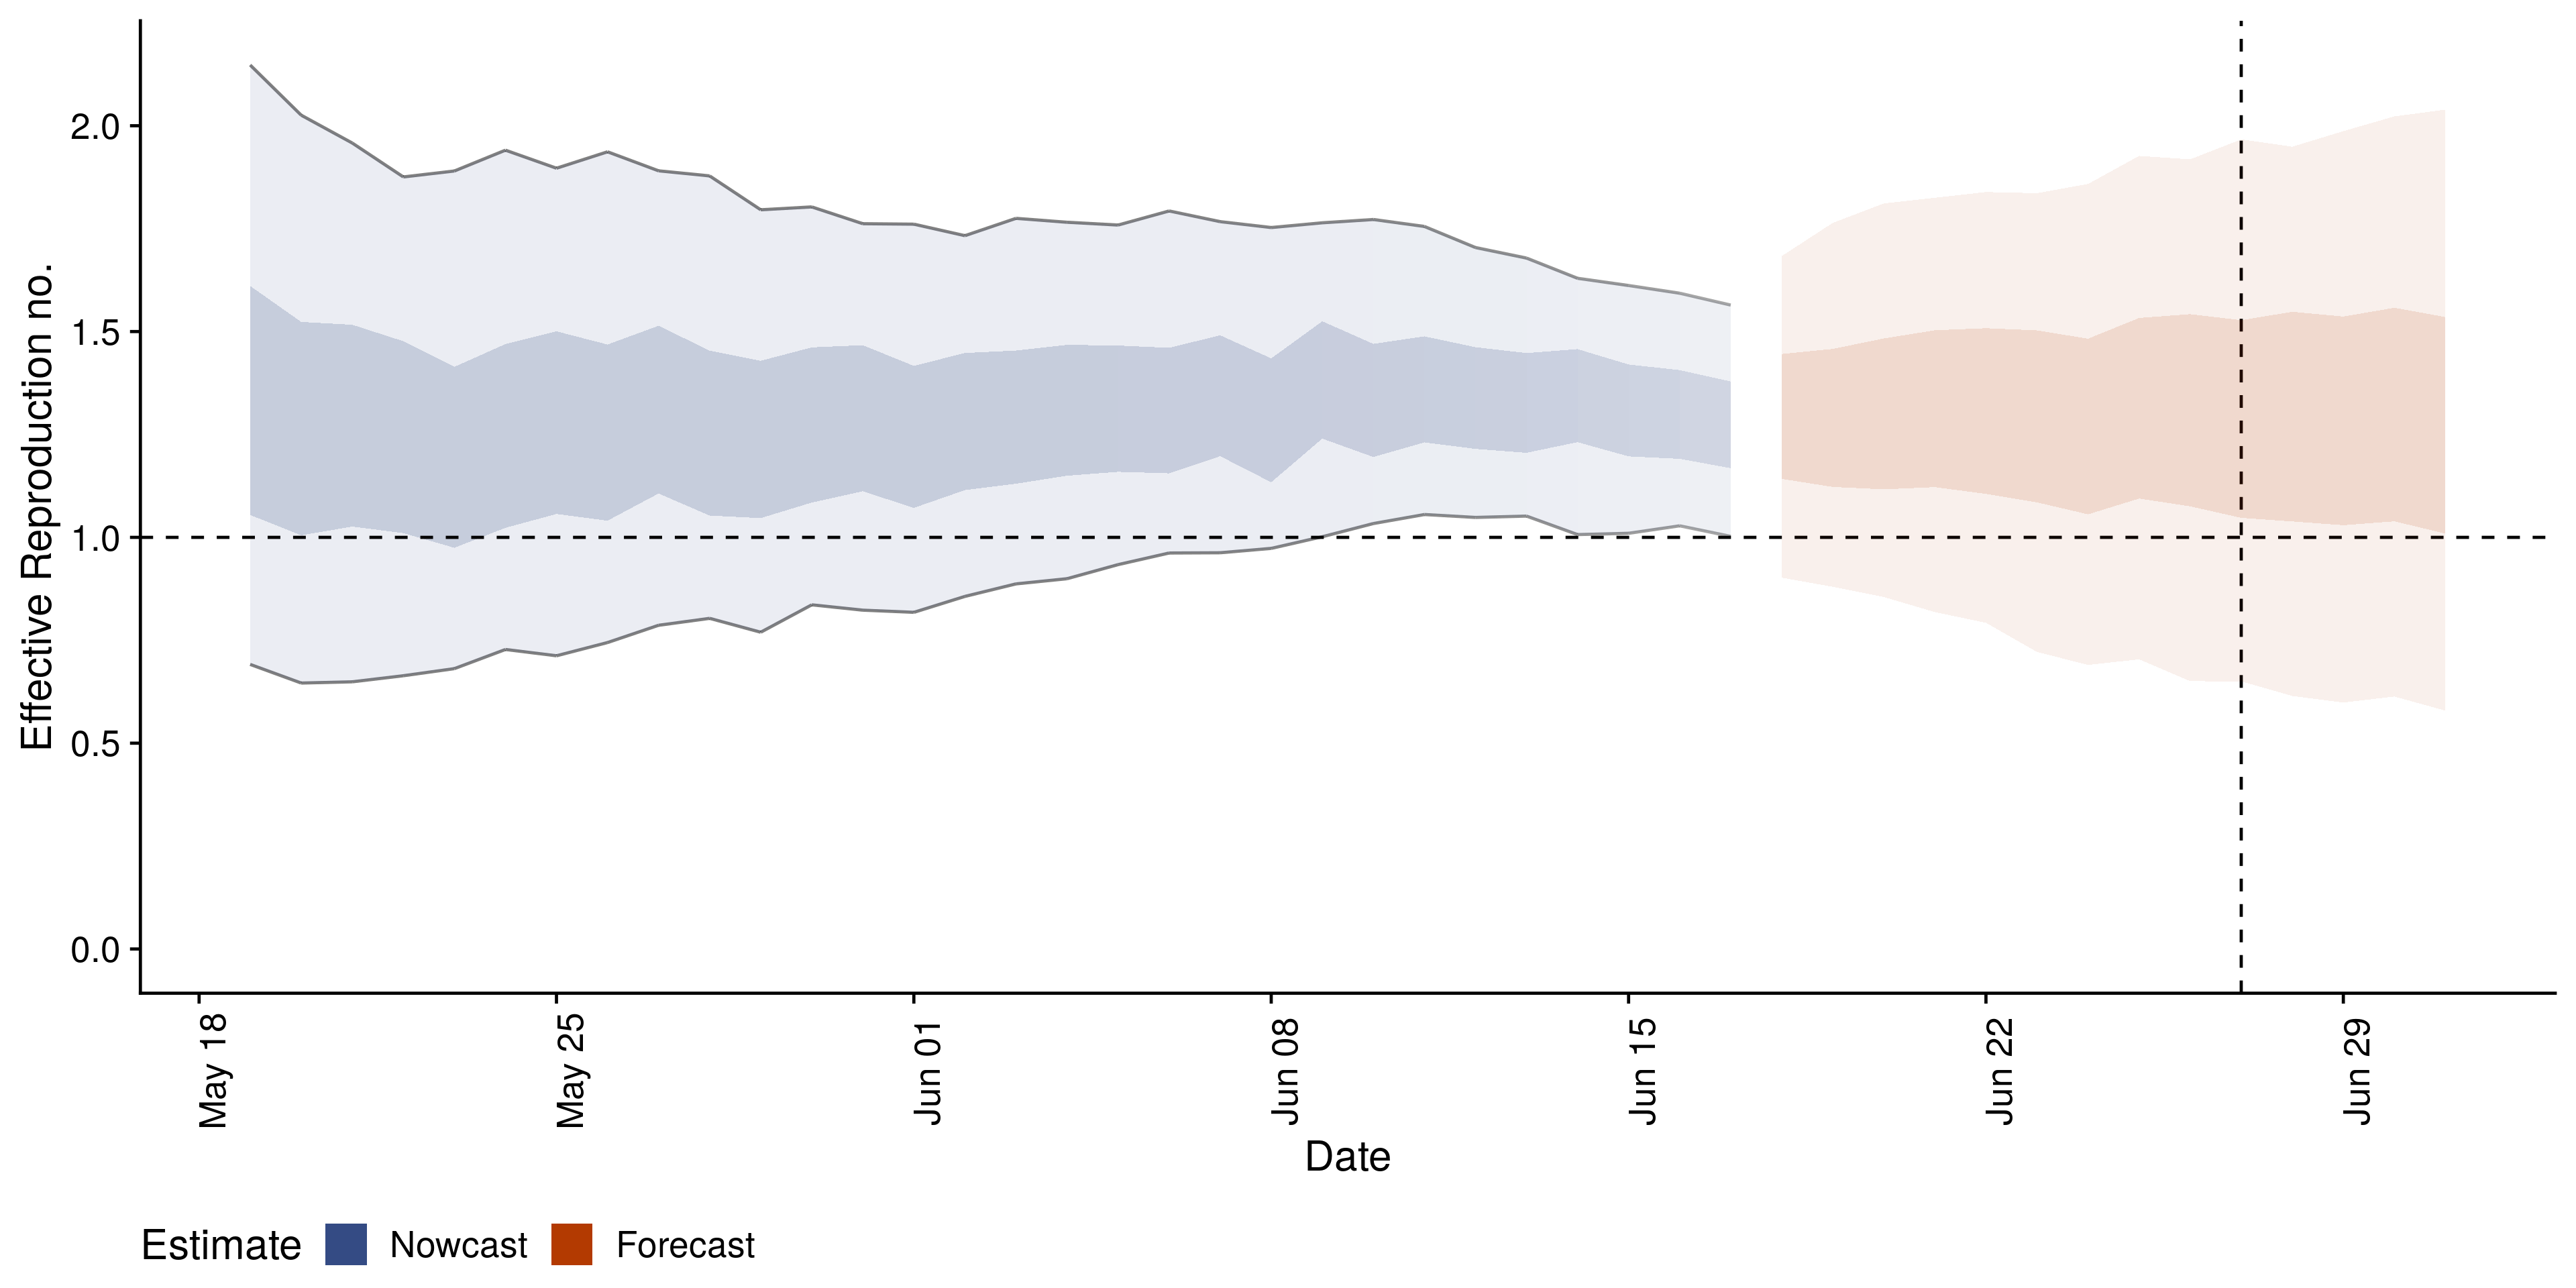 Effective Reproduction no.
2.0
1.5
1.0
0.5
0.0
May 18
May 25
Jun 01
Jun 08
Jun 15
Jun 22
Jun 29
Date
Estimate Nowcast Forecast